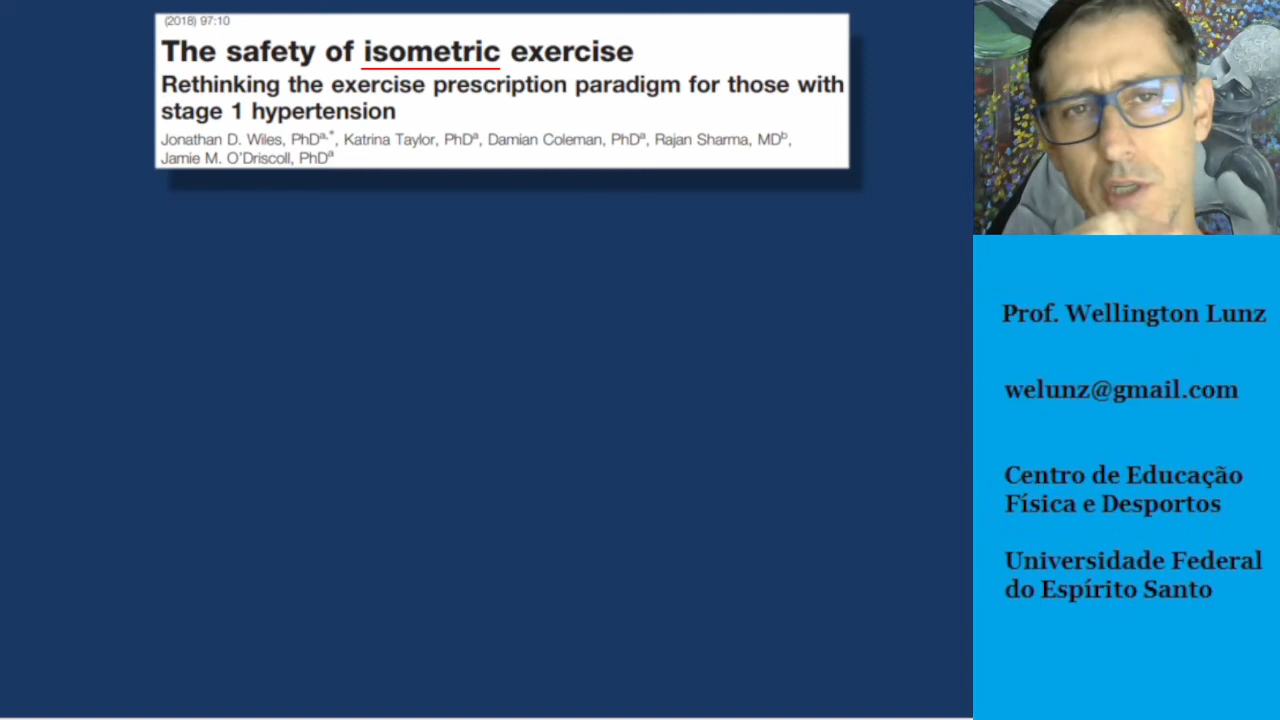 (2018) 97:10
The safety of isometric exercise
Rethinking the exercise prescription paradigm for those with
stage 1 hypertension
Jonathan D. Wiles, PhDa,*, Katrina Taylor, PhDa, Damian Coleman, PhDa, Rajan Sharma, MDb,
Jamie M. O'Driscoll, PhDa
Prof. Wellington Lunz
welunz@gmail.com
Centro de Educação
Física e Desportos
Universidade Federal
do Espírito Santo